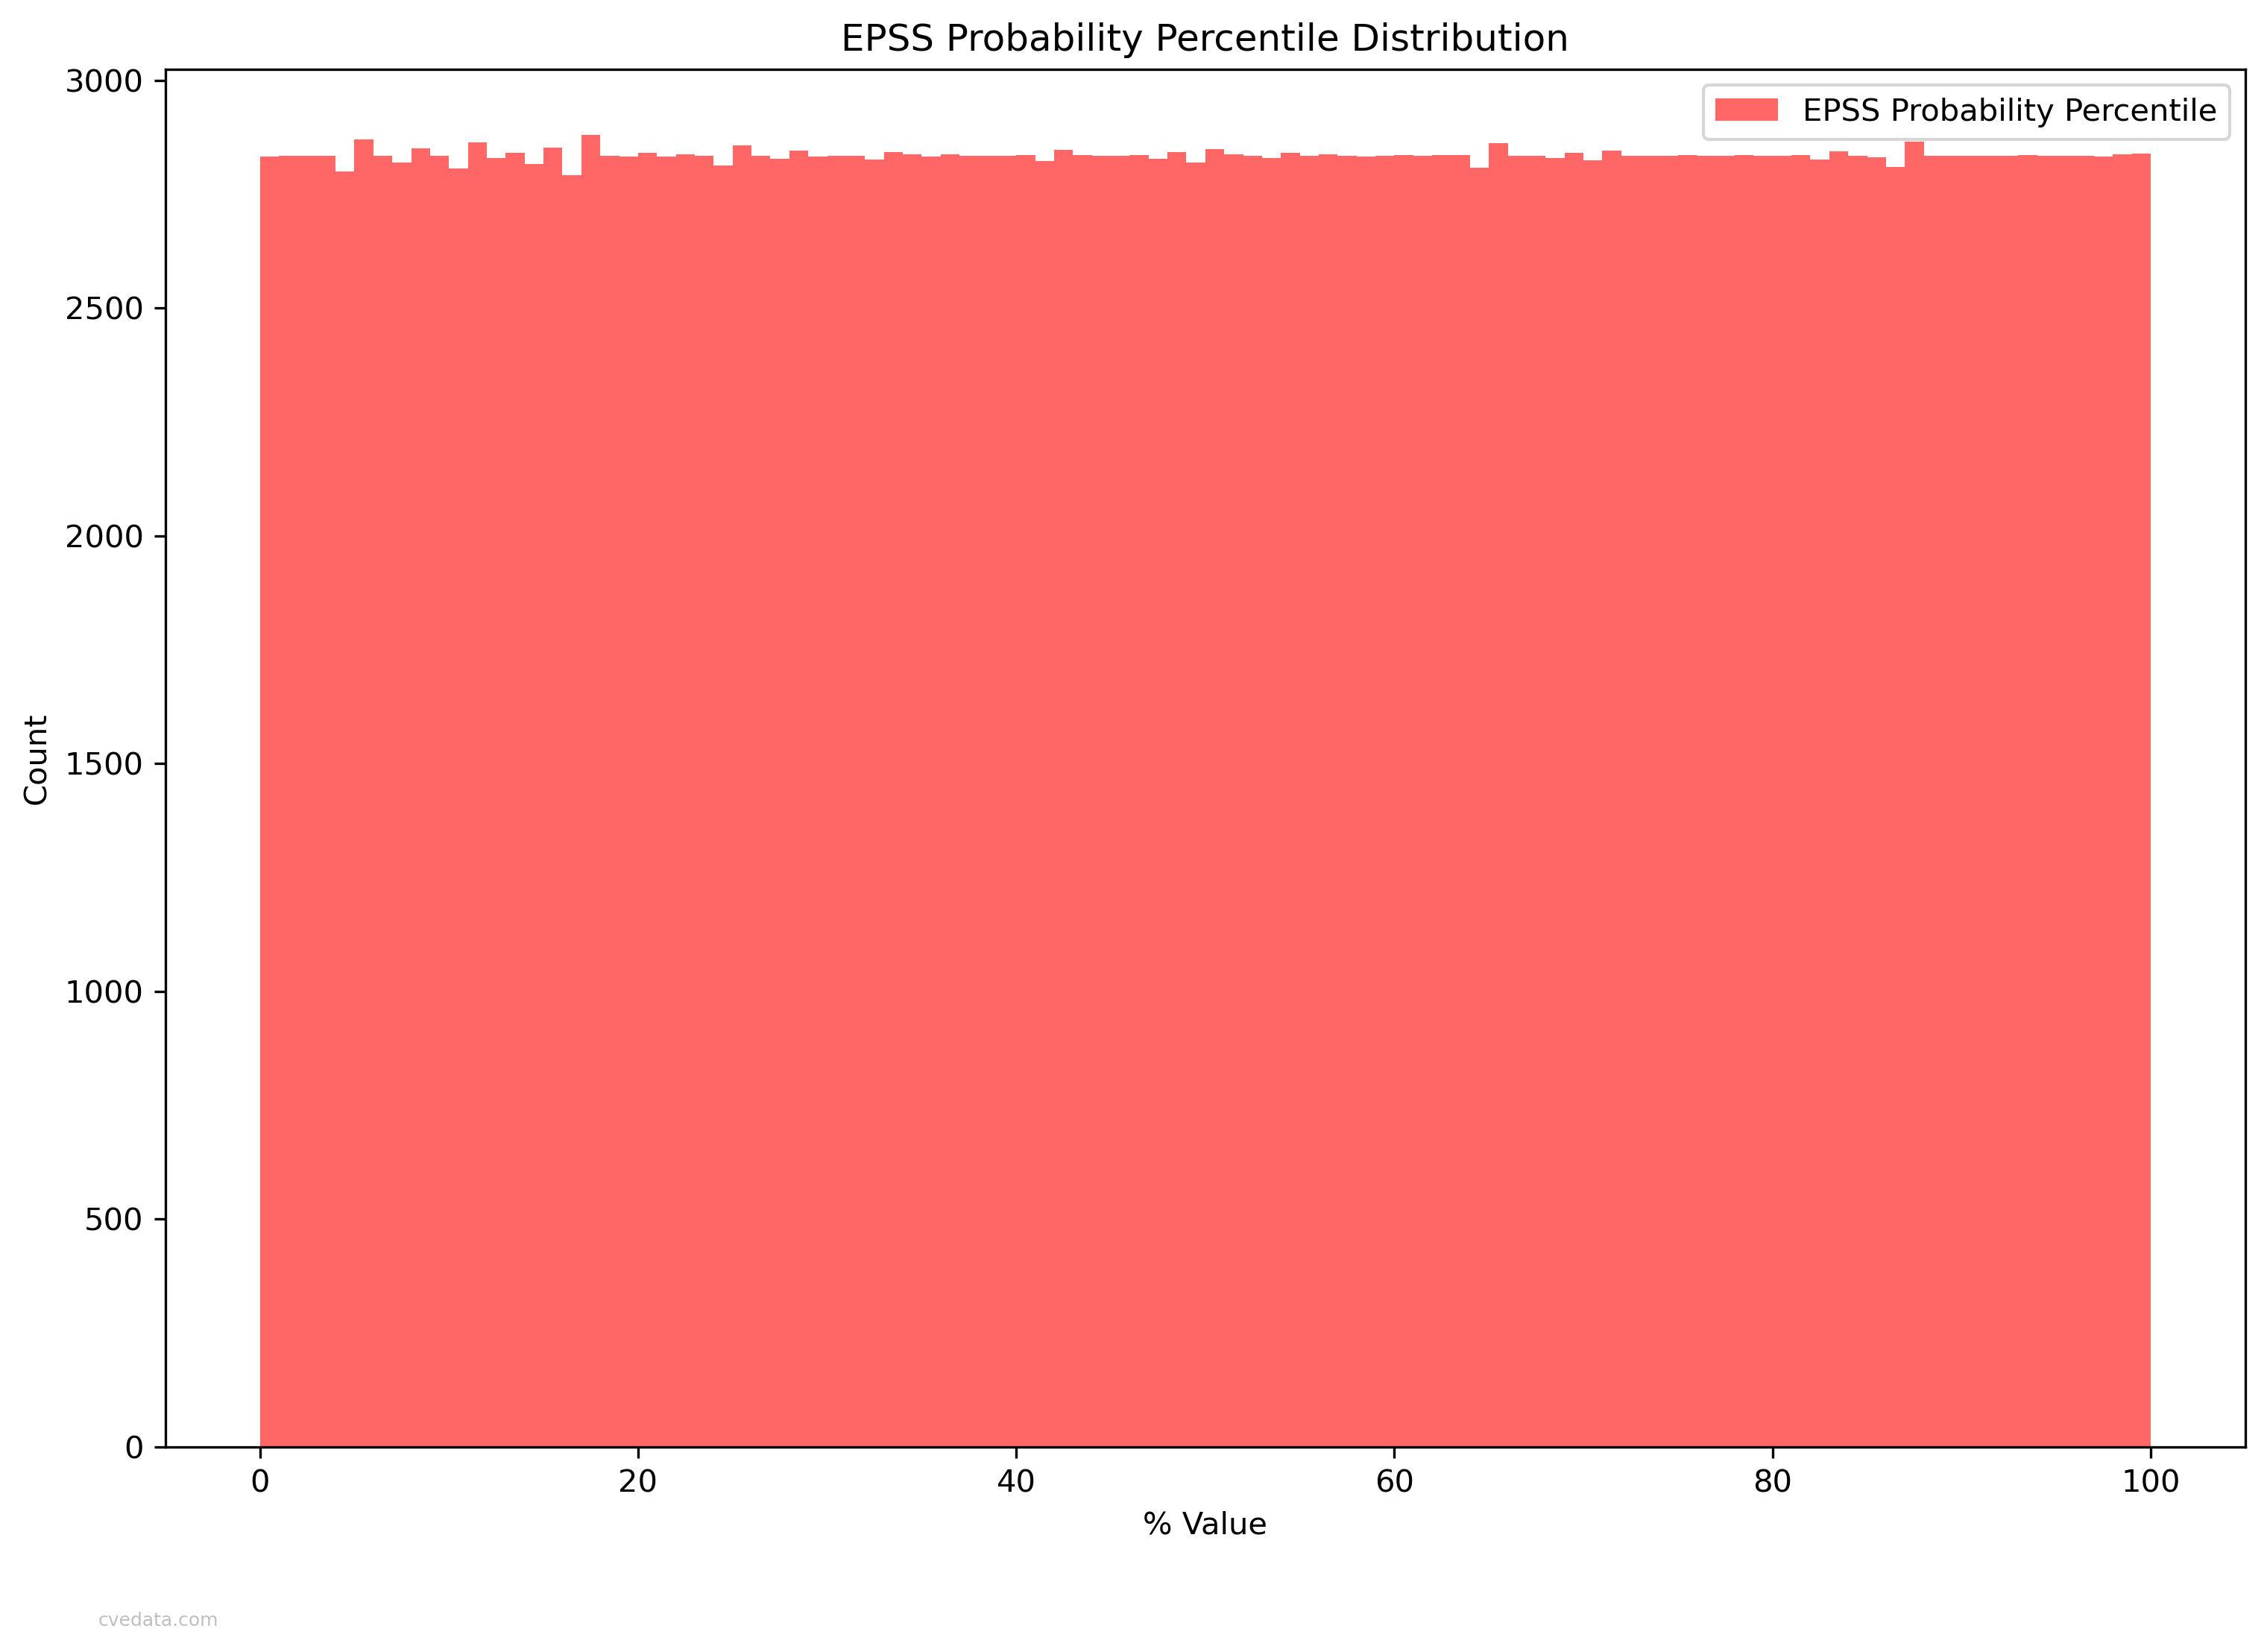 EPSS Probability Percentile Distribution
3000
EPSS Probability Percentile
2500
2000
1500
1000
500
0
Count
0 20 40 60 80 100
% Value
cvedata.com